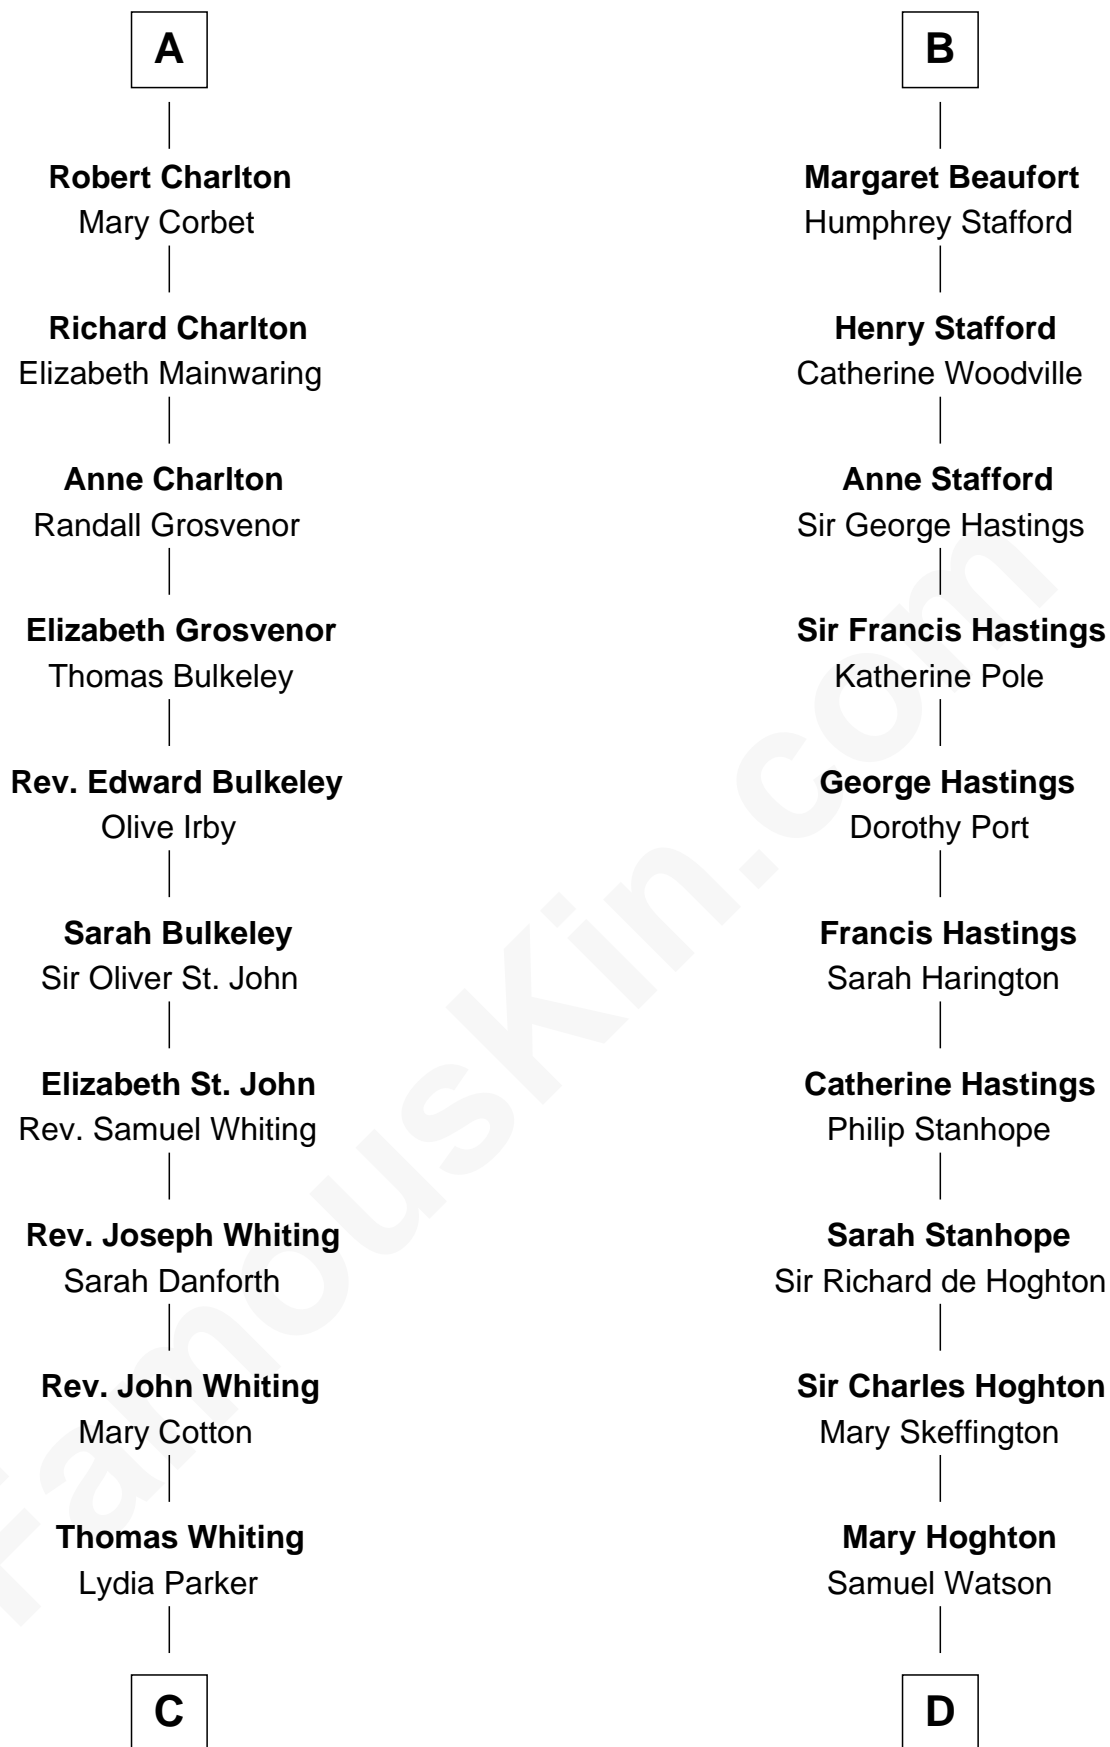 A
Robert Charlton
Mary Corbet
Richard Charlton
Elizabeth Mainwaring
Anne Charlton
Randall Grosvenor
Elizabeth Grosvenor
Thomas Bulkeley
Rev. Edward Bulkeley
Olive Irby
Sarah Bulkeley
Sir Oliver St. John
Elizabeth St. John
Rev. Samuel Whiting
Rev. Joseph Whiting
Sarah Danforth
Rev. John Whiting
Mary Cotton
Thomas Whiting
Lydia Parker
C
B
Margaret Beaufort
Humphrey Stafford
Henry Stafford
Catherine Woodville
Anne Stafford
Sir George Hastings
Sir Francis Hastings
Katherine Pole
George Hastings
Dorothy Port
Francis Hastings
Sarah Harington
Catherine Hastings
Philip Stanhope
Sarah Stanhope
Sir Richard de Hoghton
Sir Charles Hoghton
Mary Skeffington
Mary Hoghton
Samuel Watson
D
FamousKin.com